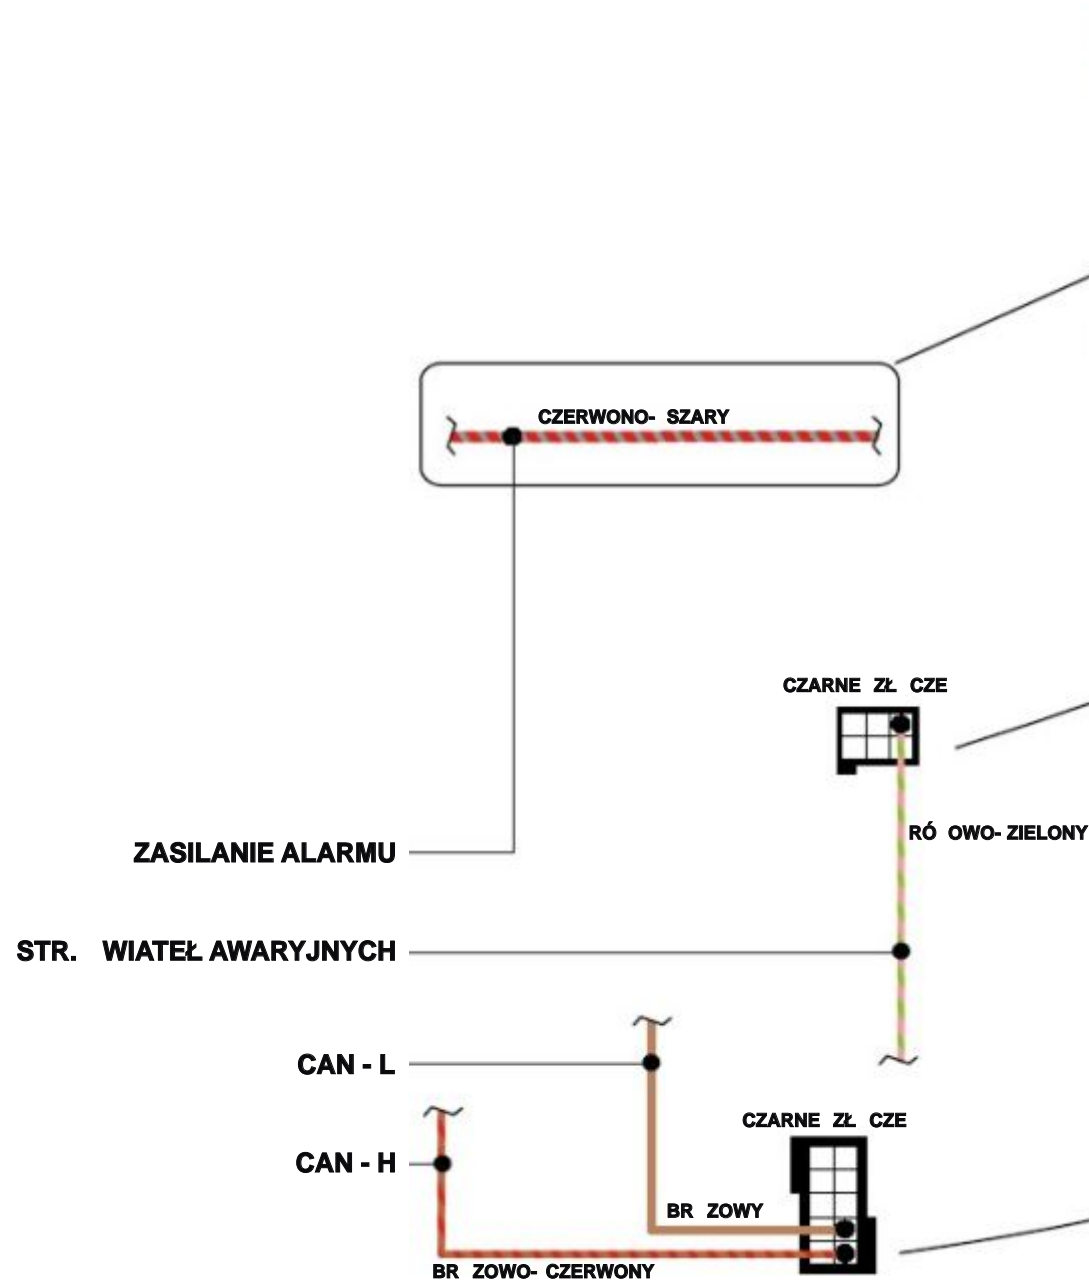 CZERWONO- SZARY
CZARNE ZŁ CZE
RÓ OWO- ZIELONY
ZASILANIE ALARMU
STR. WIATEŁ AWARYJNYCH
CAN - L
CZARNE ZŁ CZE
CAN - H
BR ZOWY
BR ZOWO- CZERWONY